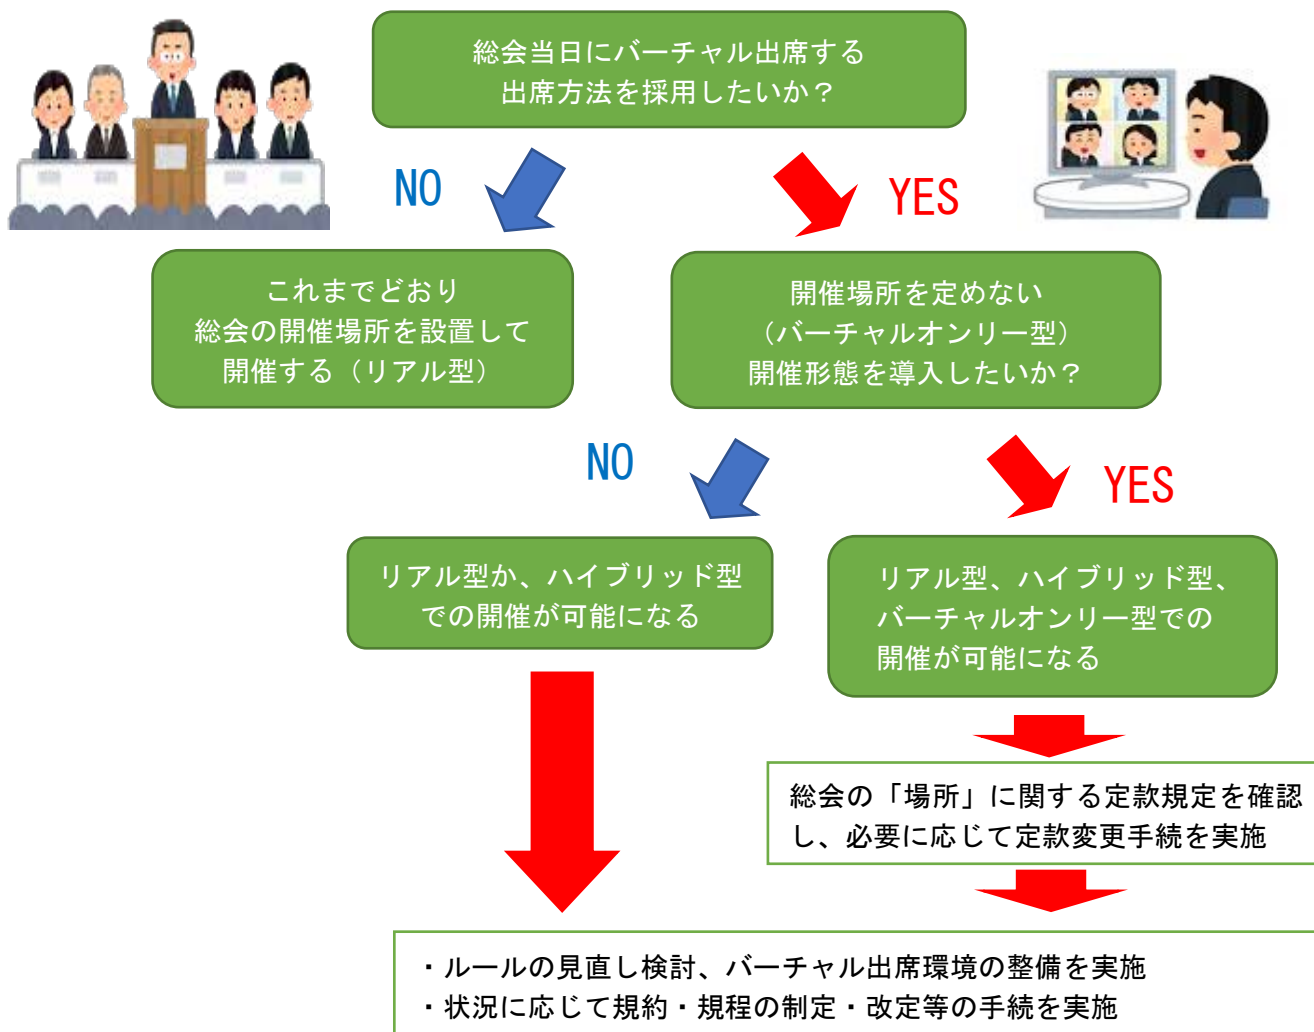 総会当日にバーチャル出席する
出席方法を採用したいか？
NO
YES
これまでどおり
総会の開催場所を設置して
開催する（リアル型）
開催場所を定めない
（バーチャルオンリー型）
開催形態を導入したいか？
NO
YES
リアル型か、ハイブリッド型
での開催が可能になる
リアル型、ハイブリッド型、
バーチャルオンリー型での
開催が可能になる
総会の「場所」に関する定款規定を確認
し、必要に応じて定款変更手続を実施
・ルールの見直し検討、バーチャル出席環境の整備を実施
・状況に応じて規約・規程の制定・改定等の手続を実施